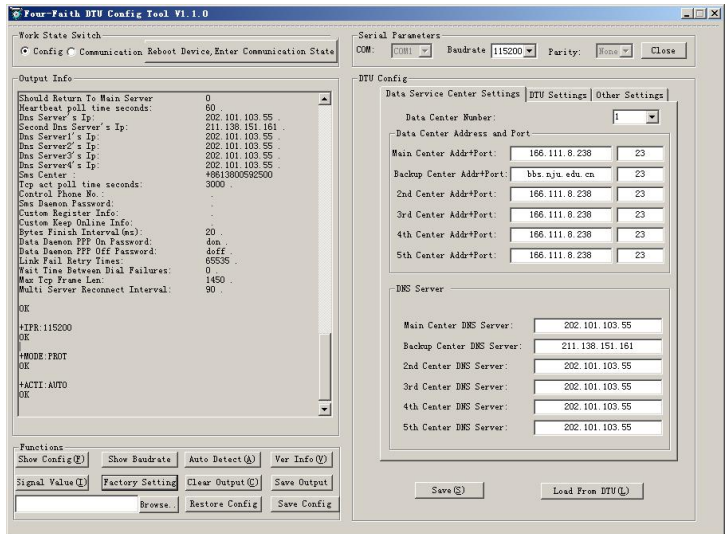 Four-Faith DTU Config Tool V1.1.0
Work State Switch
Config Communication Reboot Device,Enter Communication State
Serial Parameters
COM: COM1 Baudrate 115200 Parity: None Close
Output Info
Should Return To Main Server 0
Heartbeat poll time seconds: 60 .
Dns Server's Ip: 202.101.103.55 .
Second Dns Server's Ip: 211.138.151.161 .
Dns Server1's Ip: 202.101.103.55 .
Dns Server2's Ip: 202.101.103.55 .
Dns Server3's Ip: 202.101.103.55 .
Dns Server4's Ip: 202.101.103.55 .
Sms Center : +8613800592500
Tcp act poll time seconds: 3000 .
Control Phone No.: .
Sms Daemon Password: .
Custom Register Info: .
Custom Keep Online Info: .
Bytes Finish Interval(ms): 20 .
Data Daemon PPP On Password: don .
Data Daemon PPP Off Password: doff .
Link Fail Retry Times: 65535 .
Wait Time Between Dial Failures: 0 .
Max Tcp Frame Len: 1450 .
Multi Server Reconnect Interval: 90 .
OK
+IPR:115200
OK
+MODE:PROT
OK
+ACTI:AUTO
OK
Functions
Show Config(F) Show Baudrate Auto Detect(A) Ver Info(V)
Signal Value(I) Factory Setting Clear Output(C) Save Output
Browse.. Restore Config Save Config
DTU Config
Data Service Center Settings DTU Settings Other Settings
Data Center Number: 1
Data Center Address and Port
Main Center Addr+Port: 166.111.8.238 23
Backup Center Addr+Port: bbs.nju.edu.cn 23
2nd Center Addr+Port: 166.111.8.238 23
3rd Center Addr+Port: 166.111.8.238 23
4th Center Addr+Port: 166.111.8.238 23
5th Center Addr+Port: 166.111.8.238 23
DNS Server
Main Center DNS Server: 202.101.103.55
Backup Center DNS Server: 211.138.151.161
2nd Center DNS Server: 202.101.103.55
3rd Center DNS Server: 202.101.103.55
4th Center DNS Server: 202.101.103.55
5th Center DNS Server: 202.101.103.55
Save(S) Load From DTU(L)